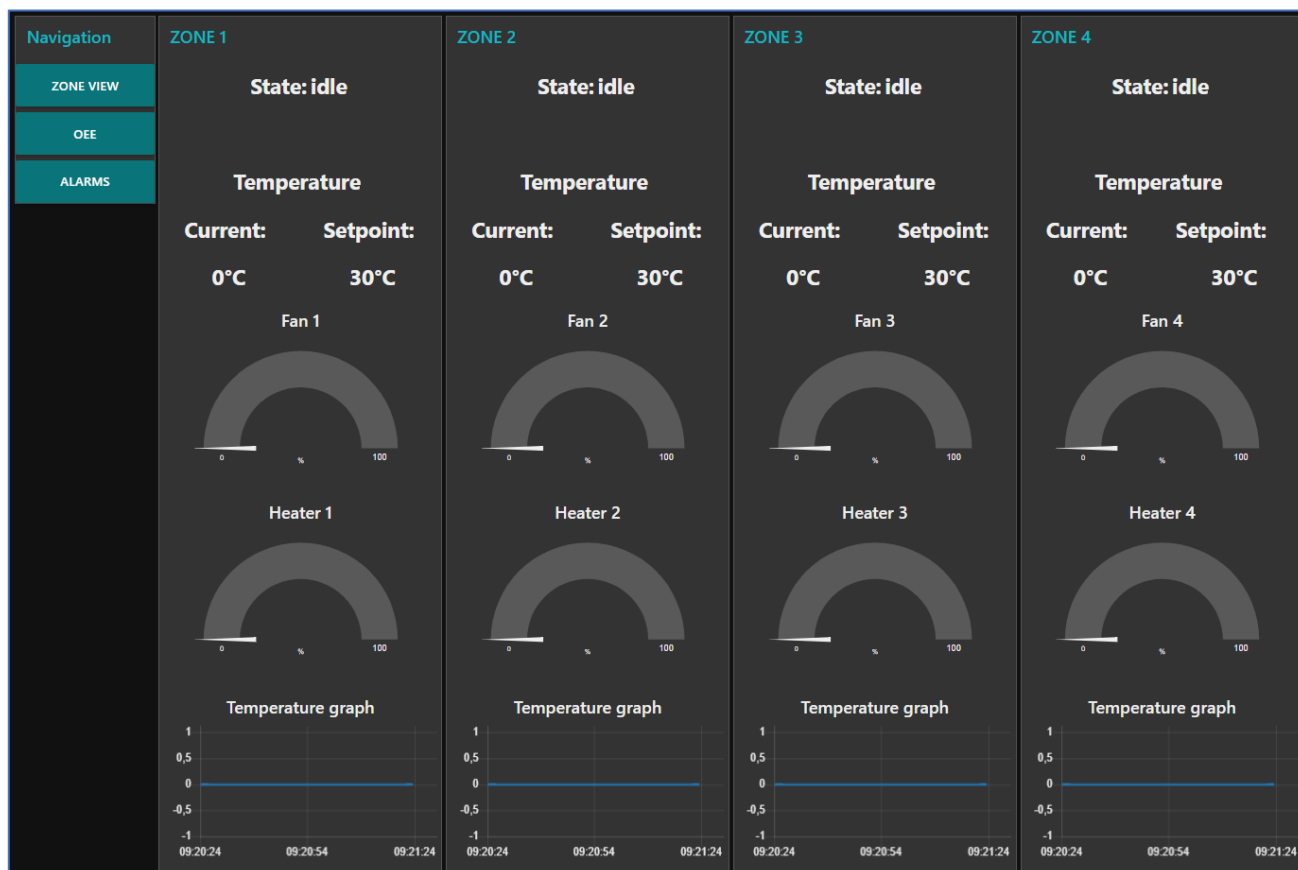 Navigation
ZONE VIEW
OEE
ALARMS
ZONE 1
State: idle
Temperature
Current: Setpoint:
0°C 30°C
Fan 1
0 % 100
Heater 1
0 % 100
Temperature graph
1
0,5
0
-0,5
-1
09:20:24 09:20:54 09:21:24
ZONE 2
State: idle
Temperature
Current: Setpoint:
0°C 30°C
Fan 2
0 % 100
Heater 2
0 % 100
Temperature graph
1
0,5
0
-0,5
-1
09:20:24 09:20:54 09:21:24
ZONE 3
State: idle
Temperature
Current: Setpoint:
0°C 30°C
Fan 3
0 % 100
Heater 3
0 % 100
Temperature graph
1
0,5
0
-0,5
-1
09:20:24 09:20:54 09:21:24
ZONE 4
State: idle
Temperature
Current: Setpoint:
0°C 30°C
Fan 4
0 % 100
Heater 4
0 % 100
Temperature graph
1
0,5
0
-0,5
-1
09:20:24 09:20:54 09:21:24